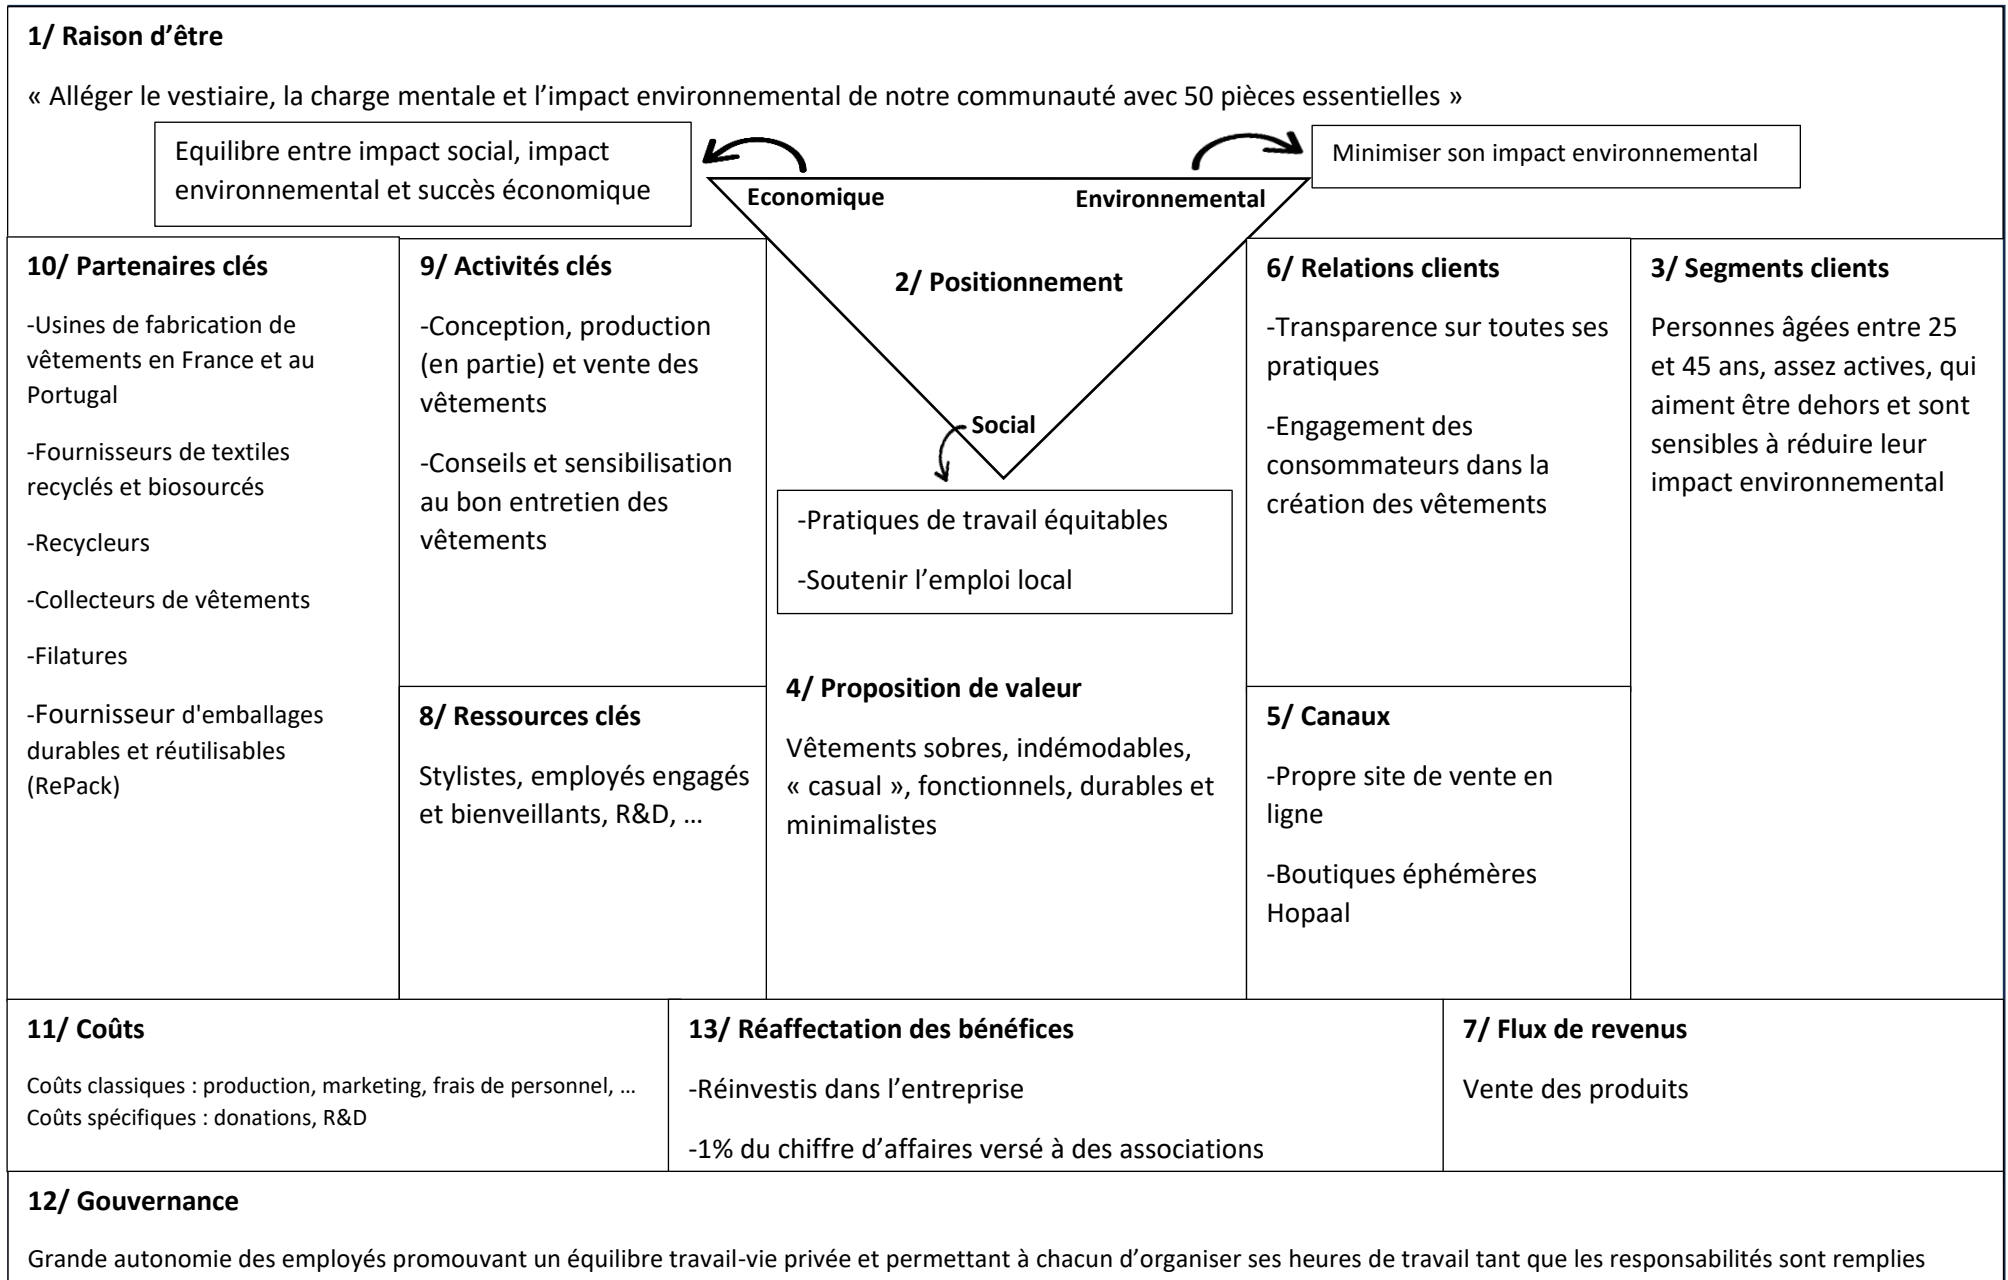 1/ Raison d’être
« Alléger le vestiaire, la charge mentale et l’impact environnemental de notre communauté avec 50 pièces essentielles »
Equilibre entre impact social, impact
environnemental et succès économique
Minimiser son impact environnemental
Economique
Environnemental
2/ Positionnement
Social
-Pratiques de travail équitables
-Soutenir l’emploi local
10/ Partenaires clés
-Usines de fabrication de
vêtements en France et au
Portugal
-Fournisseurs de textiles
recyclés et biosourcés
-Recycleurs
-Collecteurs de vêtements
-Filatures
-Fournisseur d'emballages
durables et réutilisables
(RePack)
9/ Activités clés
-Conception, production
(en partie) et vente des
vêtements
-Conseils et sensibilisation
au bon entretien des
vêtements
8/ Ressources clés
Stylistes, employés engagés
et bienveillants, R&D, …
4/ Proposition de valeur
Vêtements sobres, indémodables,
« casual », fonctionnels, durables et
minimalistes
6/ Relations clients
-Transparence sur toutes ses
pratiques
-Engagement des
consommateurs dans la
création des vêtements
5/ Canaux
-Propre site de vente en
ligne
-Boutiques éphémères
Hopaal
3/ Segments clients
Personnes âgées entre 25
et 45 ans, assez actives, qui
aiment être dehors et sont
sensibles à réduire leur
impact environnemental
11/ Coûts
Coûts classiques : production, marketing, frais de personnel, …
Coûts spécifiques : donations, R&D
13/ Réaffectation des bénéfices
-Réinvestis dans l’entreprise
-1% du chiffre d’affaires versé à des associations
7/ Flux de revenus
Vente des produits
12/ Gouvernance
Grande autonomie des employés promouvant un équilibre travail-vie privée et permettant à chacun d’organiser ses heures de travail tant que les responsabilités sont remplies